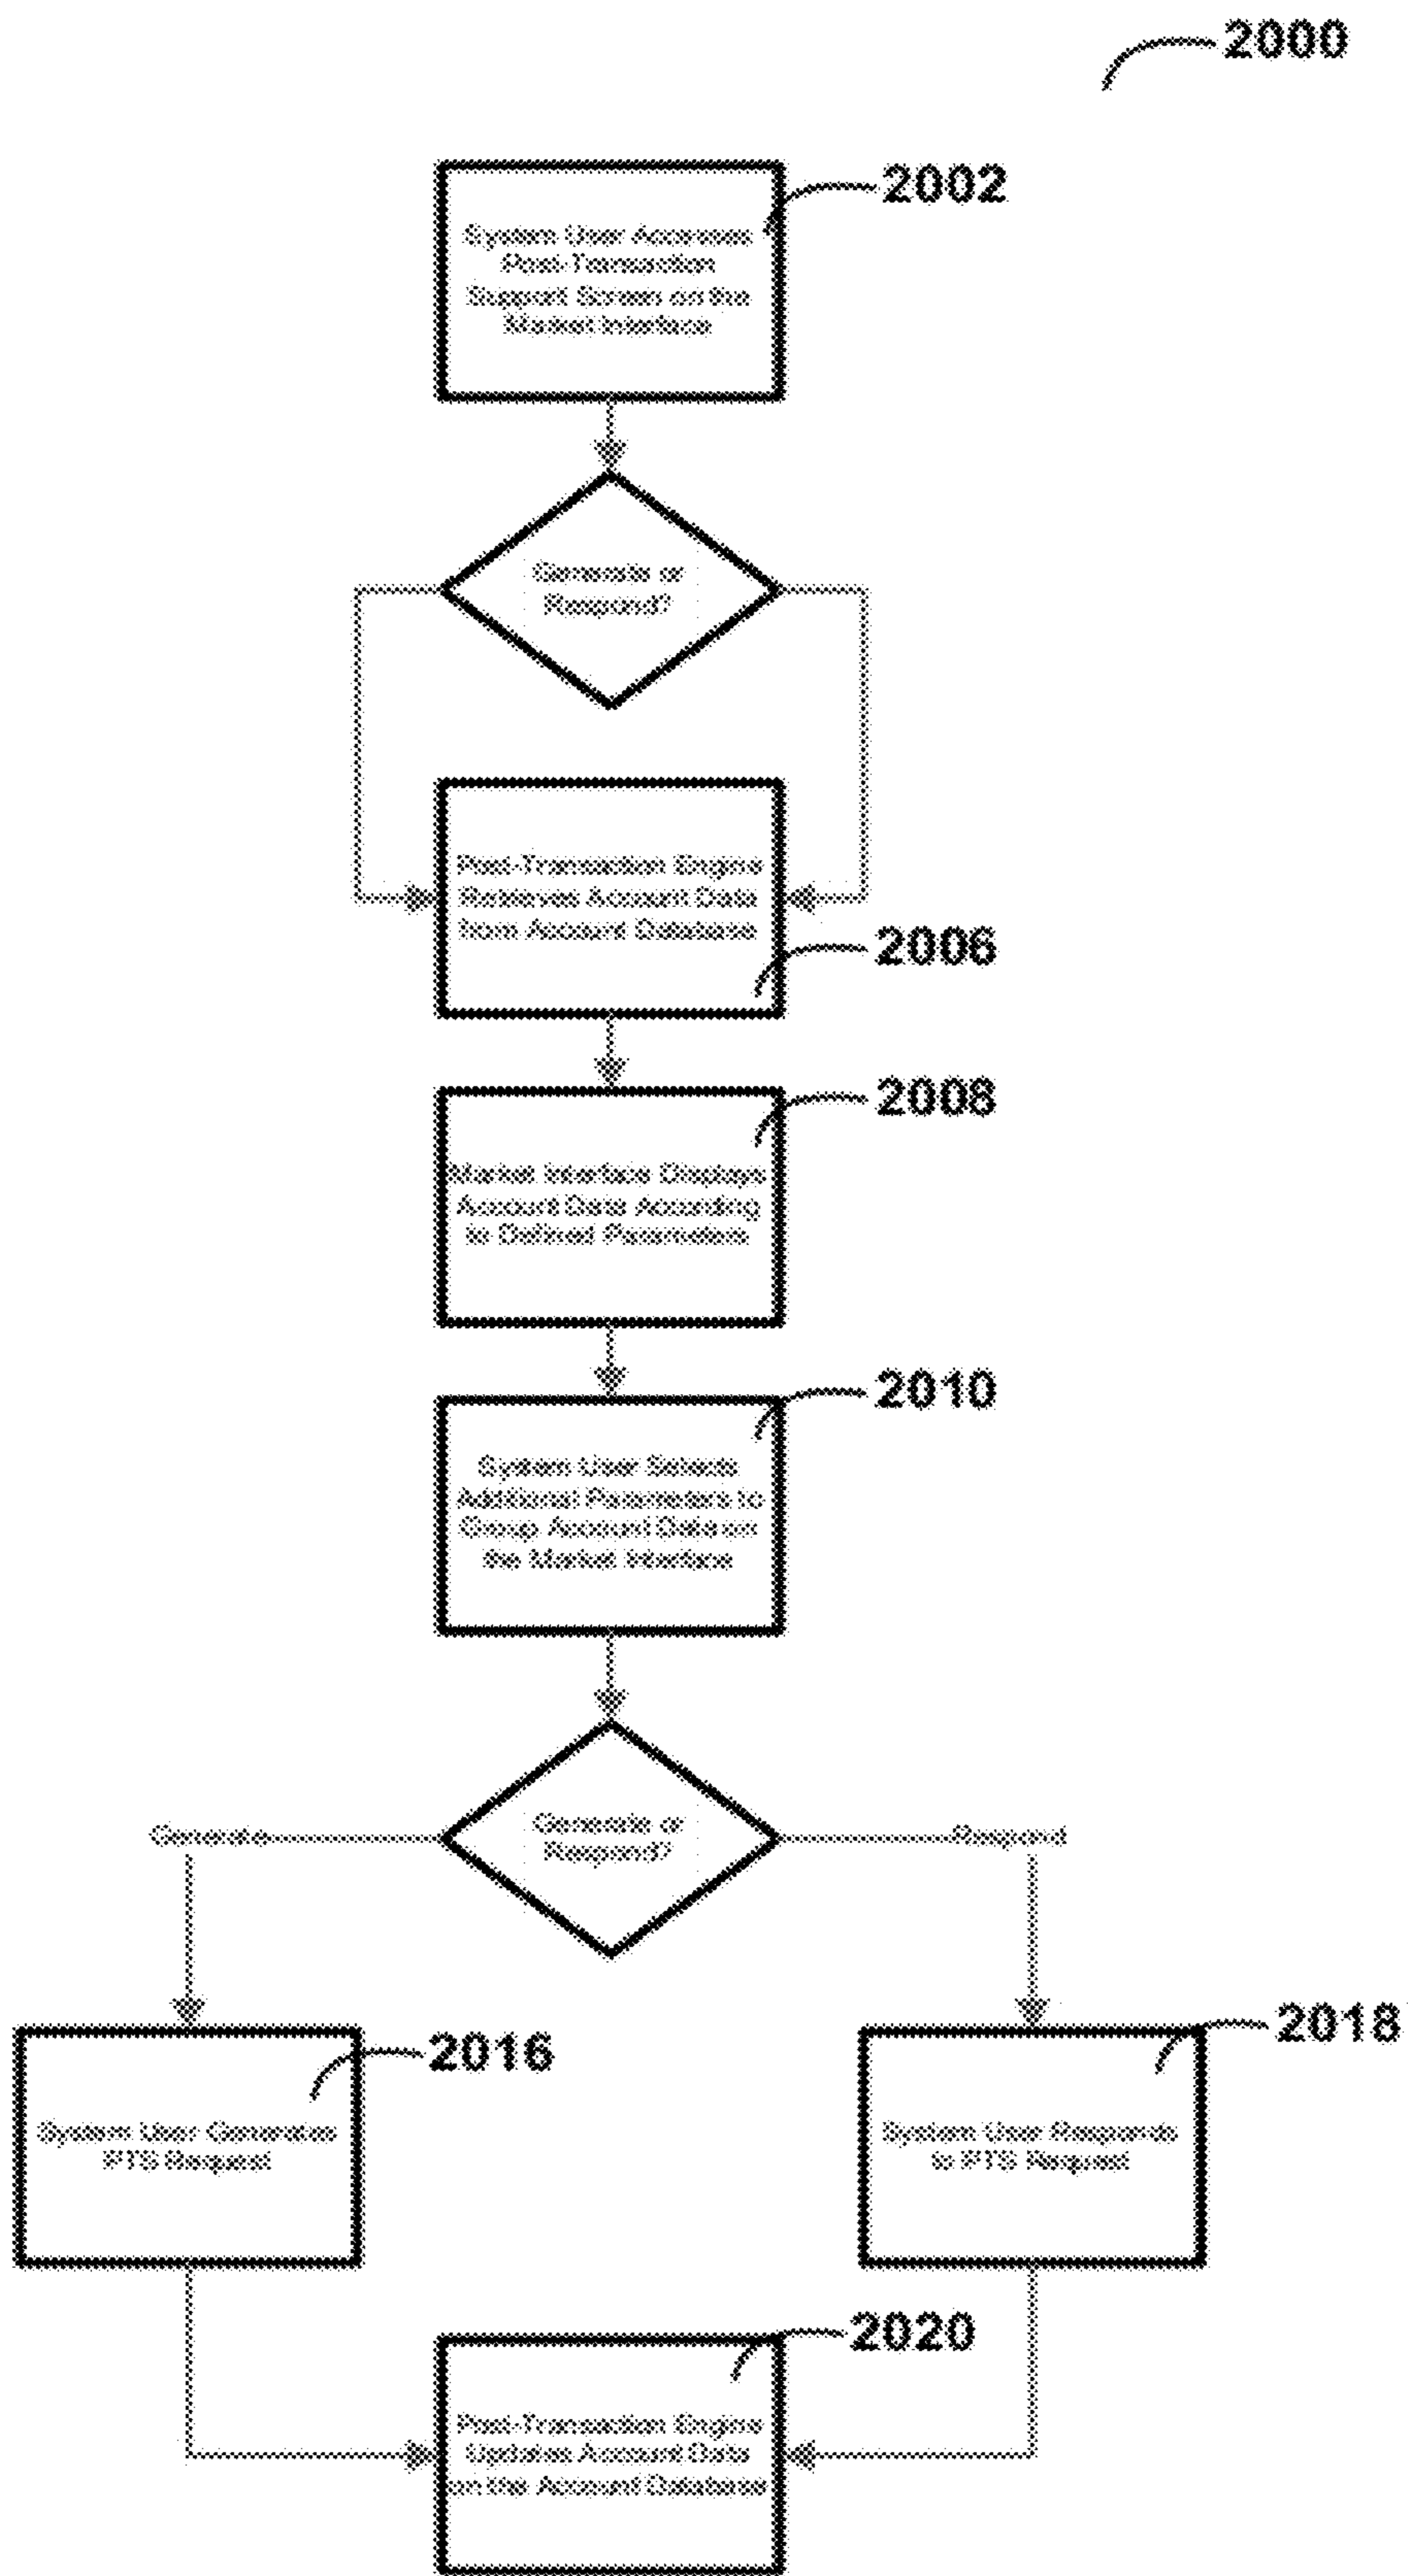 2000
2002
System User Accesses
Post-Transaction
Support Screen on the
Market Interface
Generate or
Respond?
Post-Transaction Engine
Retrieves Account Data
from Account Database
2006
2008
Market Interface Displays
Account Data According
to Defined Parameters
2010
System User Selects
Additional Parameters to
Group Account Data on
the Market Interface
Generate or
Respond?
Generate
Respond
2016
2018
System User Generates
PTS Request
System User Responds
to PTS Request
2020
Post-Transaction Engine
Updates Account Data
on the Account Database